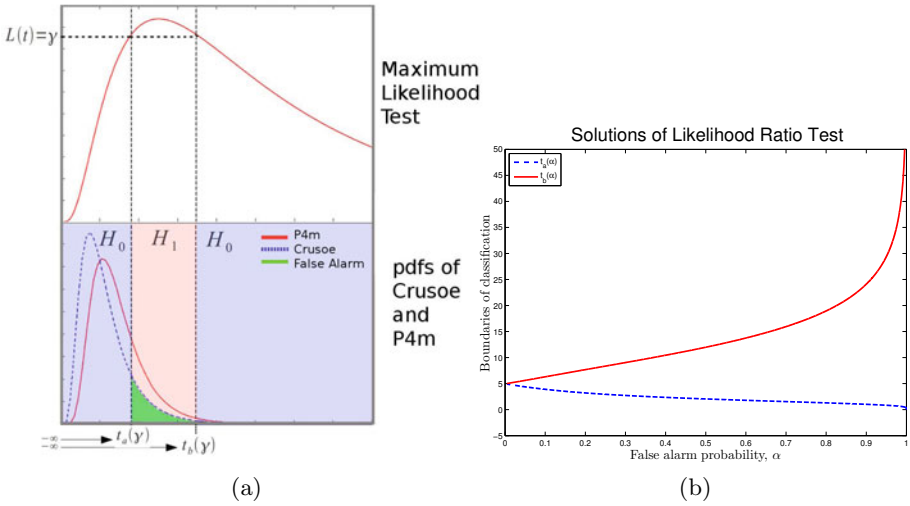 L(t)=γ
Maximum
Likelihood
Test
H₀
H₁
H₀
P4m
Crusoe
False Alarm
pdfs of
Crusoe
and
P4m
-∞
-∞
t_a(γ)
t_b(γ)
(a)
Solutions of Likelihood Ratio Test
t_a(α)
t_b(α)
50
45
40
35
30
25
20
15
10
5
0
−5
Boundaries of classification
0
0.1
0.2
0.3
0.4
0.5
0.6
0.7
0.8
0.9
1
False alarm probability, α
(b)